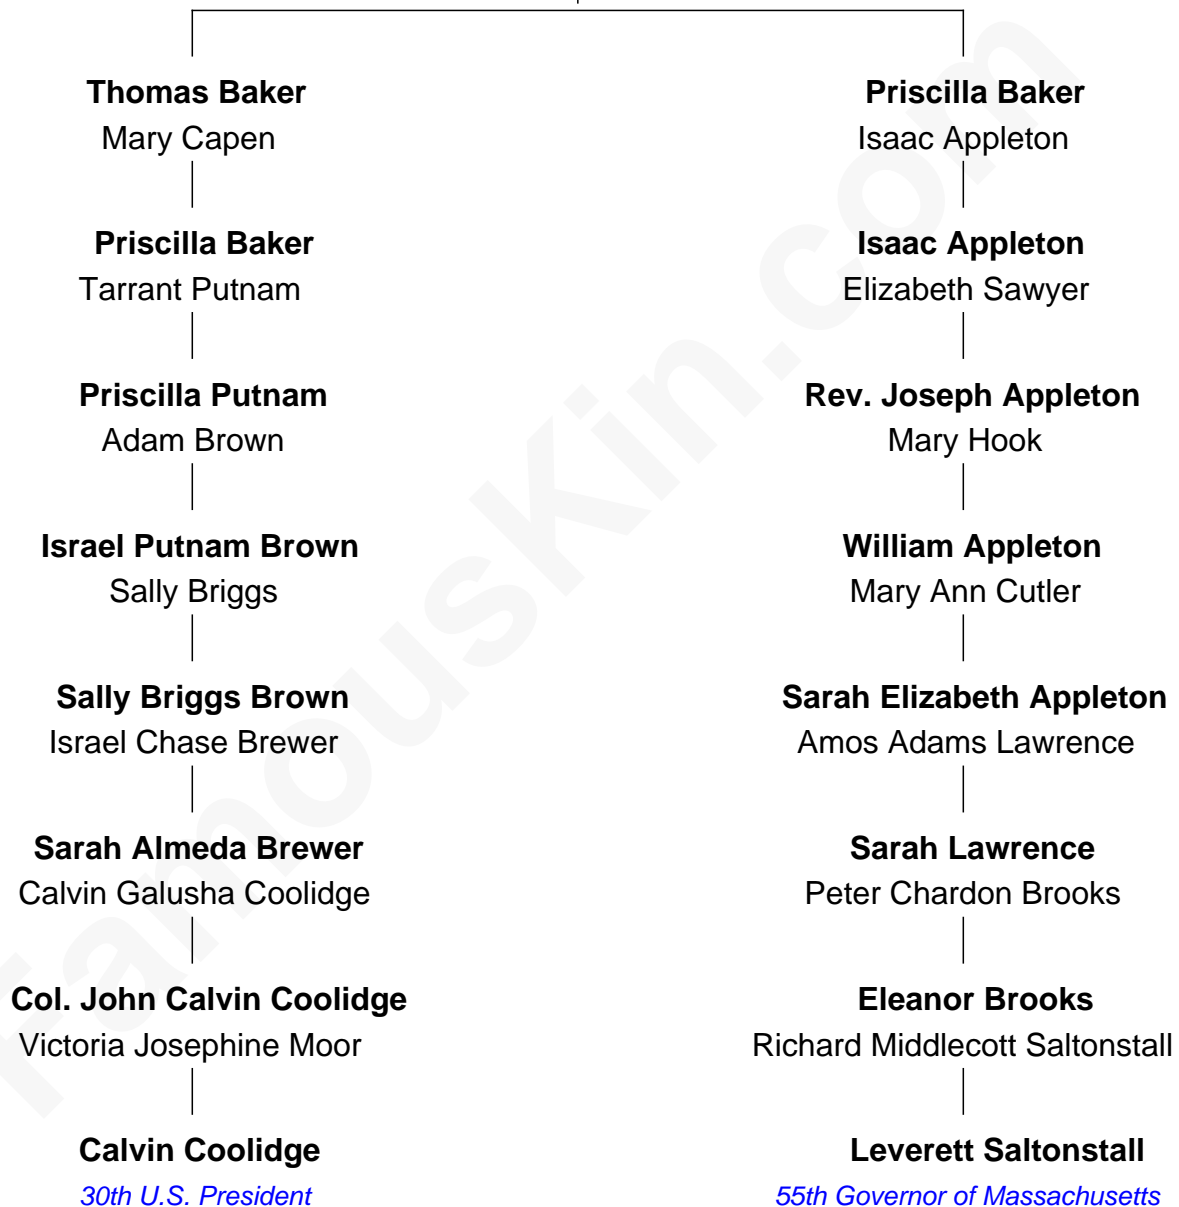 Thomas Baker
Mary Capen
Priscilla Baker
Tarrant Putnam
Priscilla Putnam
Adam Brown
Israel Putnam Brown
Sally Briggs
Sally Briggs Brown
Israel Chase Brewer
Sarah Almeda Brewer
Calvin Galusha Coolidge
Col. John Calvin Coolidge
Victoria Josephine Moor
Calvin Coolidge
30th U.S. President
Priscilla Baker
Isaac Appleton
Isaac Appleton
Elizabeth Sawyer
Rev. Joseph Appleton
Mary Hook
William Appleton
Mary Ann Cutler
Sarah Elizabeth Appleton
Amos Adams Lawrence
Sarah Lawrence
Peter Chardon Brooks
Eleanor Brooks
Richard Middlecott Saltonstall
Leverett Saltonstall
55th Governor of Massachusetts
FamousKin.com